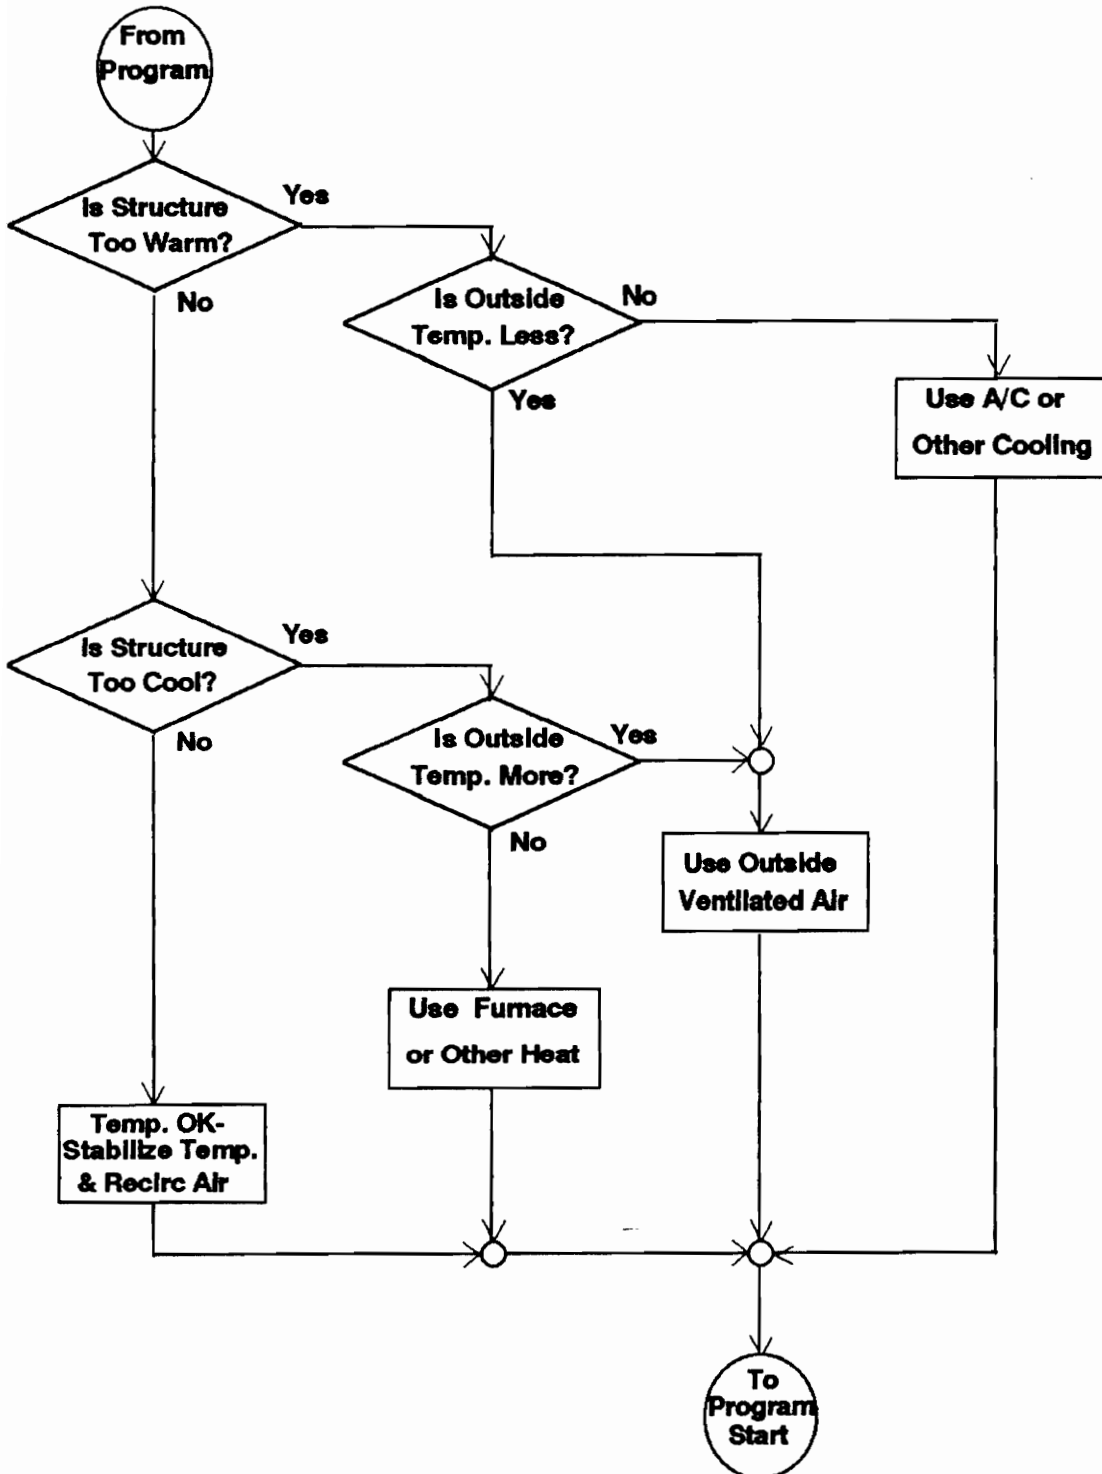 From
Program
Is Structure
Too Warm?
Yes
No
Is Outside
Temp. Less?
No
Yes
Use A/C or
Other Cooling
Is Structure
Too Cool?
Yes
No
Is Outside
Temp. More?
Yes
No
Use Outside
Ventilated Air
Use Furnace
or Other Heat
Temp. OK-
Stabilize Temp.
& Recirc Air
To
Program
Start